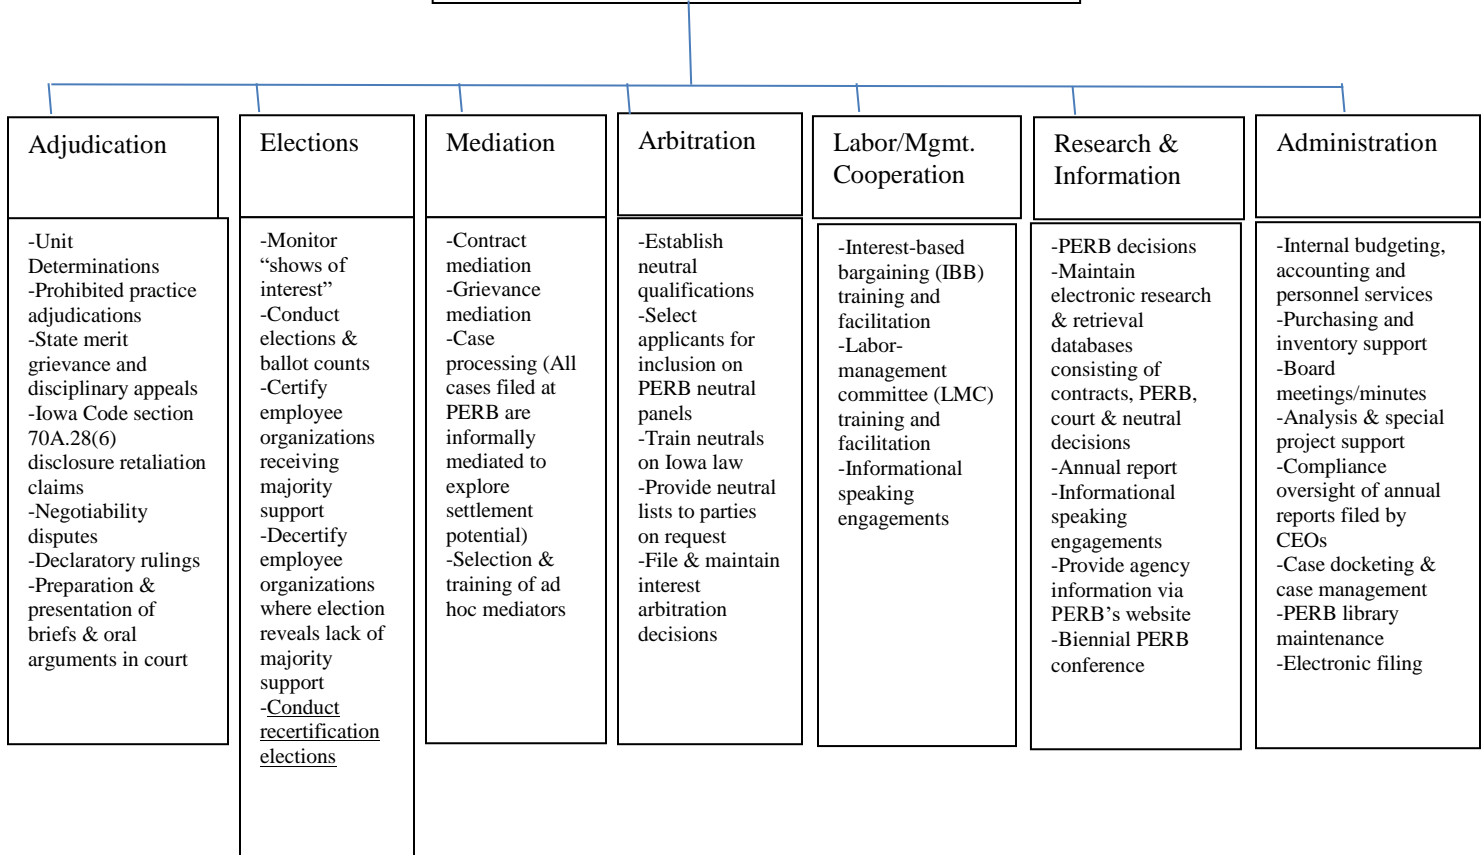 Adjudication
-Unit
Determinations
-Prohibited practice
adjudications
-State merit
grievance and
disciplinary appeals
-Iowa Code section
70A.28(6)
disclosure retaliation
claims
-Negotiability
disputes
-Declaratory rulings
-Preparation &
presentation of
briefs & oral
arguments in court
Elections
-Monitor
“shows of
interest”
-Conduct
elections &
ballot counts
-Certify
employee
organizations
receiving
majority
support
-Decertify
employee
organizations
where election
reveals lack of
majority
support
-Conduct
recertification
elections
Mediation
-Contract
mediation
-Grievance
mediation
-Case
processing (All
cases filed at
PERB are
informally
mediated to
explore
settlement
potential)
-Selection &
training of ad
hoc mediators
Arbitration
-Establish
neutral
qualifications
-Select
applicants for
inclusion on
PERB neutral
panels
-Train neutrals
on Iowa law
-Provide neutral
lists to parties
on request
-File & maintain
interest
arbitration
decisions
Labor/Mgmt.
Cooperation
-Interest-based
bargaining (IBB)
training and
facilitation
-Labor-
management
committee (LMC)
training and
facilitation
-Informational
speaking
engagements
Research &
Information
-PERB decisions
-Maintain
electronic research
& retrieval
databases
consisting of
contracts, PERB,
court & neutral
decisions
-Annual report
-Informational
speaking
engagements
-Provide agency
information via
PERB’s website
-Biennial PERB
conference
Administration
-Internal budgeting,
accounting and
personnel services
-Purchasing and
inventory support
-Board
meetings/minutes
-Analysis & special
project support
-Compliance
oversight of annual
reports filed by
CEOs
-Case docketing &
case management
-PERB library
maintenance
-Electronic filing